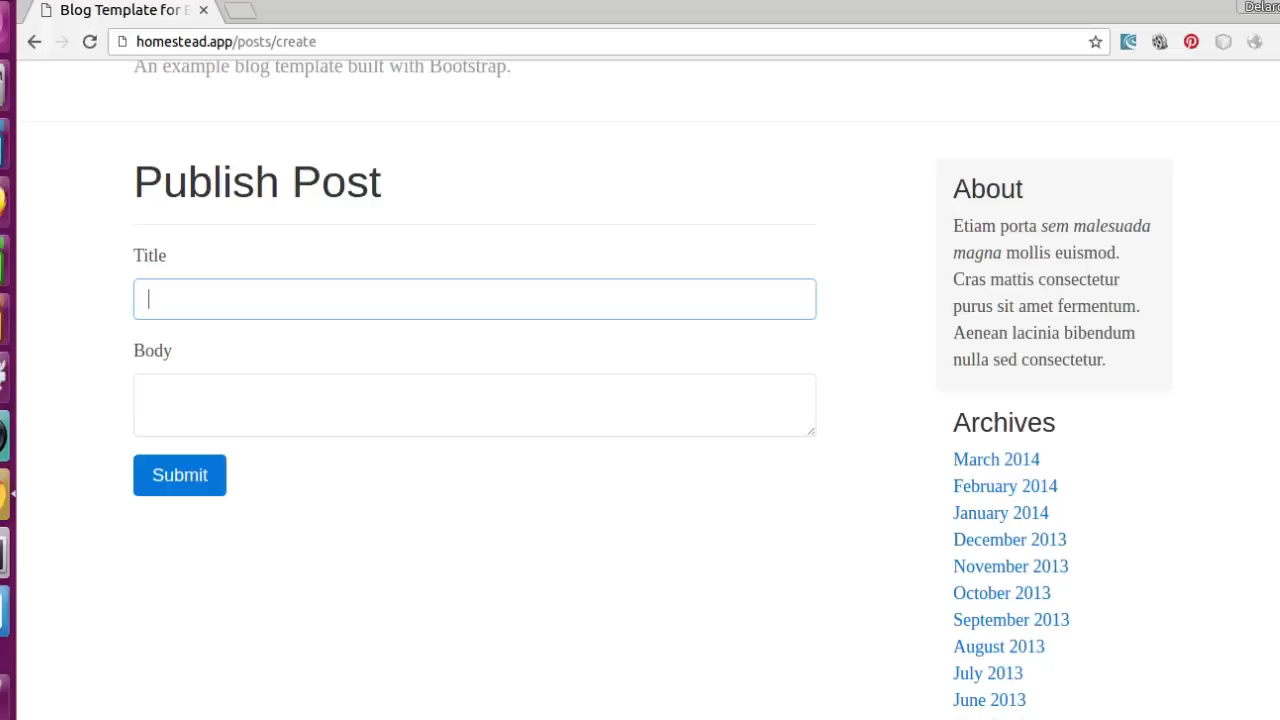 Blog Template for
homestead.app/posts/create
An example blog template built with Bootstrap.
Publish Post
Title
Body
Submit
About
Etiam porta sem malesuada
magna mollis euismod.
Cras mattis consectetur
purus sit amet fermentum.
Aenean lacinia bibendum
nulla sed consectetur.
Archives
March 2014
February 2014
January 2014
December 2013
November 2013
October 2013
September 2013
August 2013
July 2013
June 2013